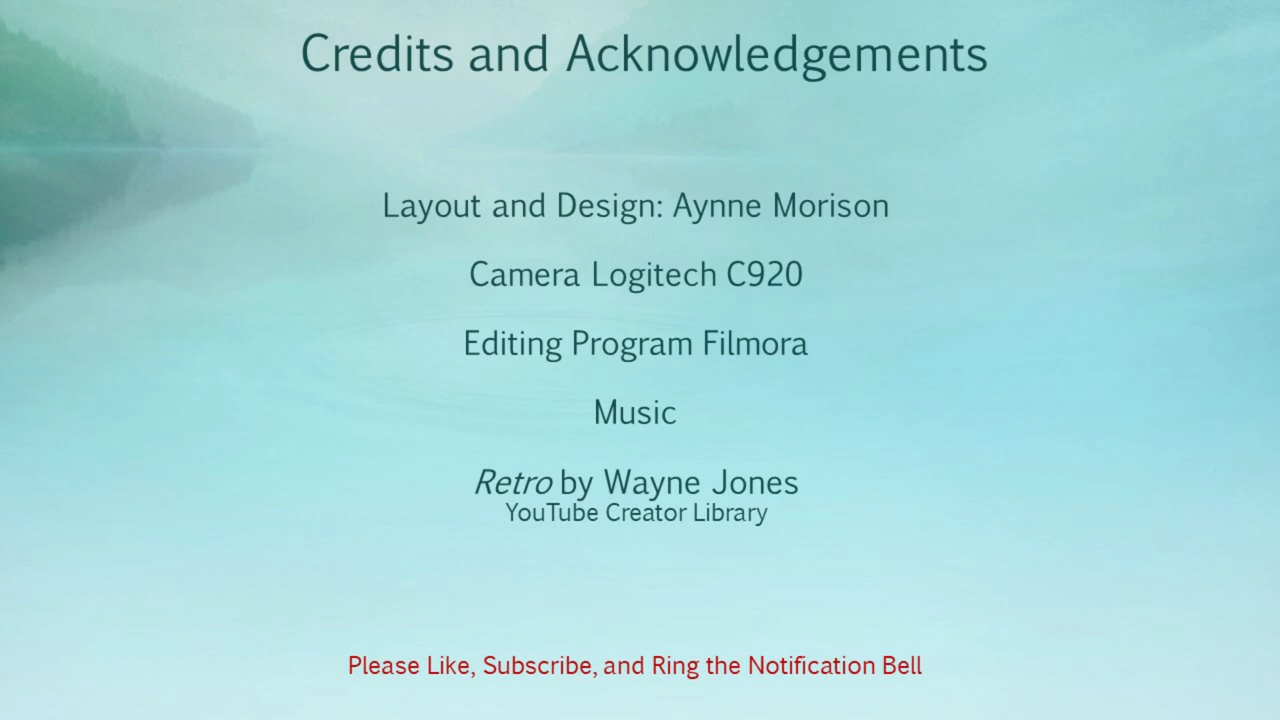 Credits and Acknowledgements
Layout and Design: Aynne Morison
Camera Logitech C920
Editing Program Filmora
Music
Retro by Wayne Jones
YouTube Creator Library
Please Like, Subscribe, and Ring the Notification Bell